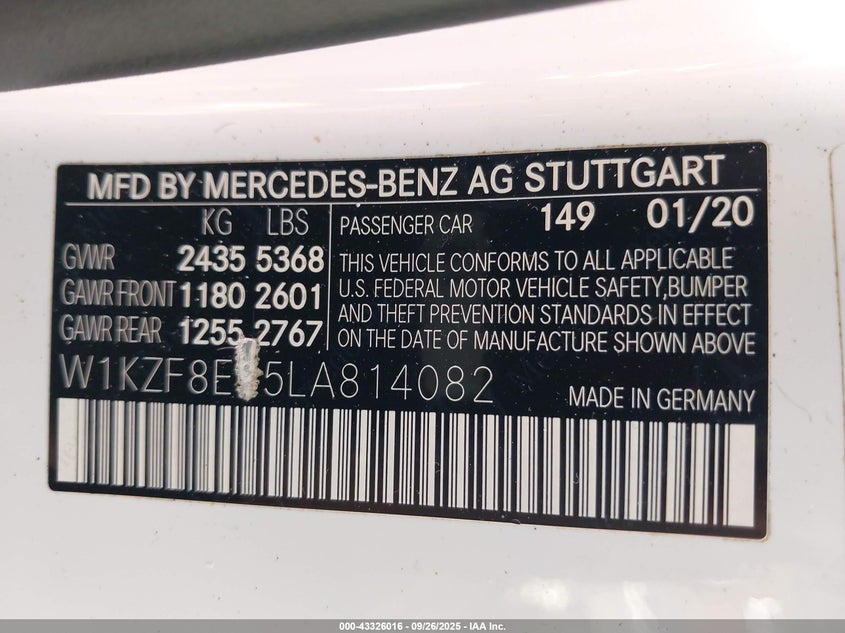 MFD BY MERCEDES-BENZ AG STUTTGART
KG LBS
GVWR 2435 5368
GAWR FRONT 1180 2601
GAWR REAR 1255 2767
PASSENGER CAR 149 01/20
THIS VEHICLE CONFORMS TO ALL APPLICABLE
U.S. FEDERAL MOTOR VEHICLE SAFETY,BUMPER
AND THEFT PREVENTION STANDARDS IN EFFECT
ON THE DATE OF MANUFACTURE SHOWN ABOVE
W1KZF8E 5LA814082
MADE IN GERMANY
000-43326016 - 09/26/2025 - IAA Inc.